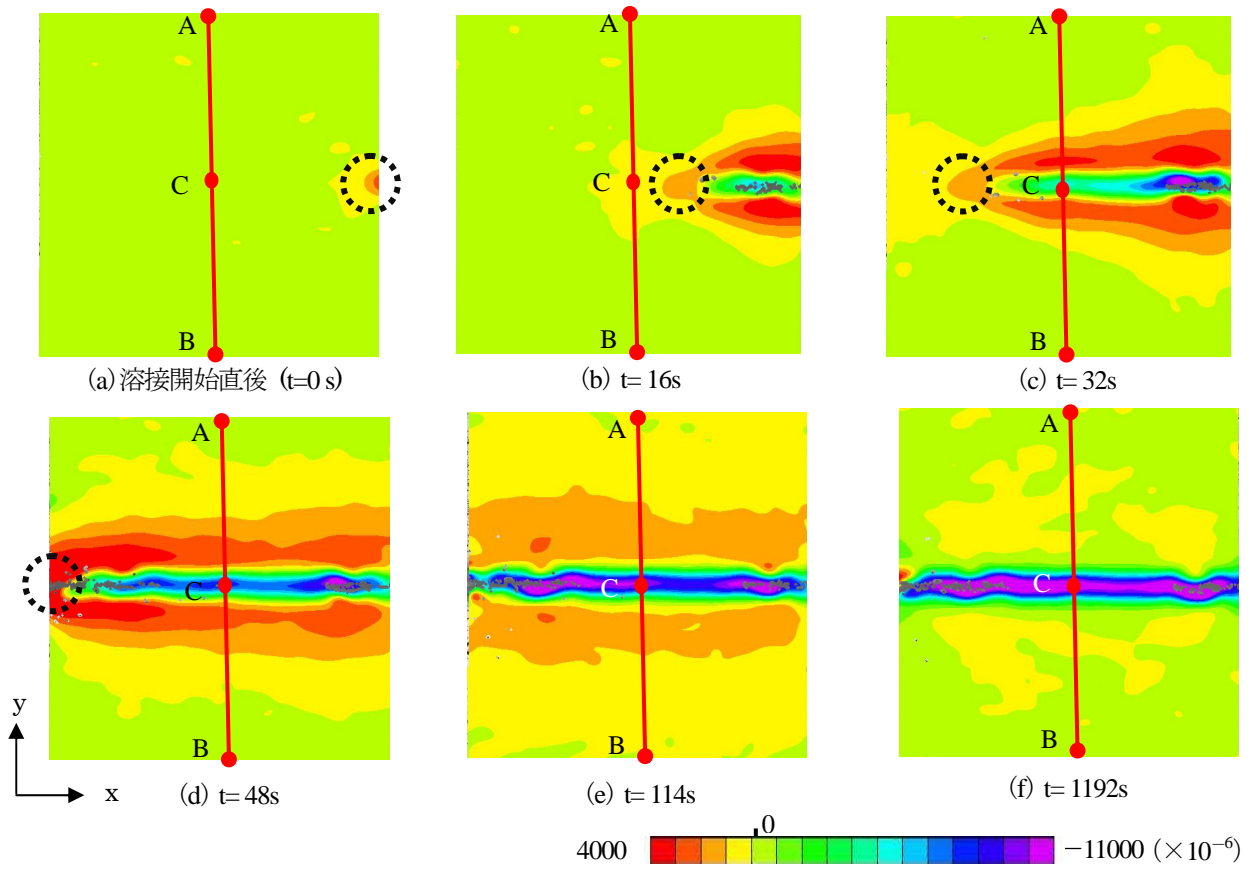 A
C
B
(a) 溶接開始直後 (t=0 s)
A
C
B
(b) t= 16s
A
C
B
(c) t= 32s
A
C
B
(d) t= 48s
A
C
B
(e) t= 114s
A
C
B
(f) t= 1192s
y
x
0
4000
−11000 (×10⁻⁶)